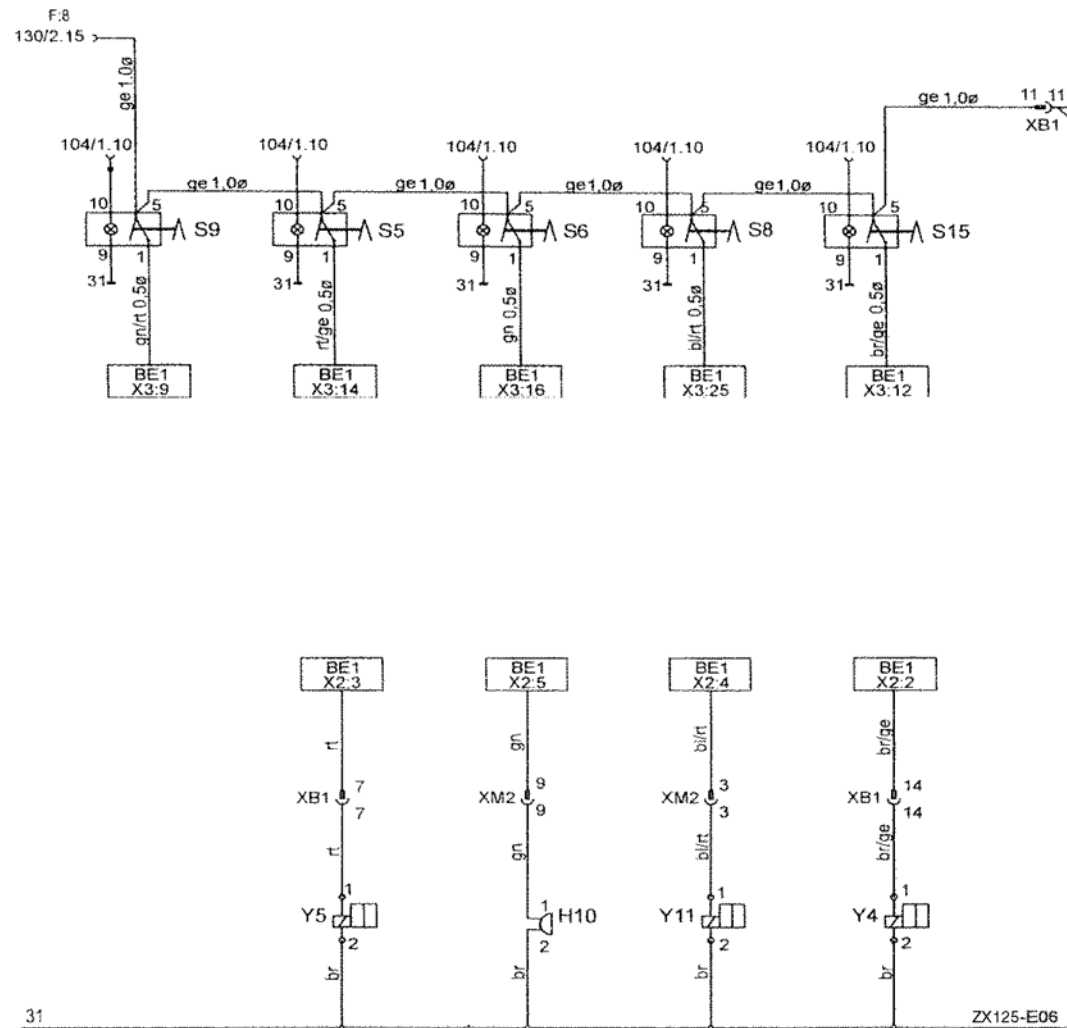 F:8
130/2.15
ge 1.0ø
ge 1,0ø
11 11
XB1
104/1.10
104/1.10
104/1.10
104/1.10
104/1.10
ge 1,0ø
ge 1,0ø
ge 1,0ø
ge 1,0ø
10 5 S9
10 5 S5
10 5 S6
10 5 S8
10 5 S15
9 1
9 1
9 1
9 1
9 1
31
31
31
31
31
gn/rt 0,5ø
rt/ge 0,5ø
gn 0,5ø
bl/rt 0,5ø
br/ge 0,5ø
BE1
X3:9
BE1
X3:14
BE1
X3:16
BE1
X3:25
BE1
X3:12
BE1
X2:3
BE1
X2:5
BE1
X2:4
BE1
X2:2
rt
gn
bl/rt
br/ge
XB1 7
7
XM2 9
9
XM2 3
3
XB1 14
14
rt
gn
bl/rt
br/ge
1
Y5
2
1
H10
2
1
Y11
2
1
Y4
2
br
br
br
br
31
ZX125-E06